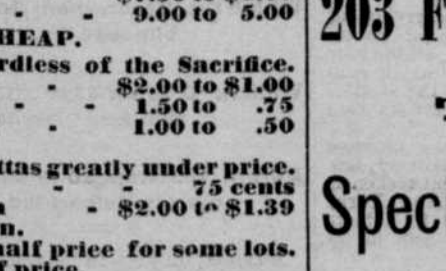 9.00 to 5.00
HEAP.
rdless of the Sacrifice.
- $2.00 to $1.00
- - 1.50 to .75
- 1.00 to .50
ttas greatly under price.
- - 75 cents
- $2.00 to $1.39
n.
half price for some lots.
f price
203 F
Spec